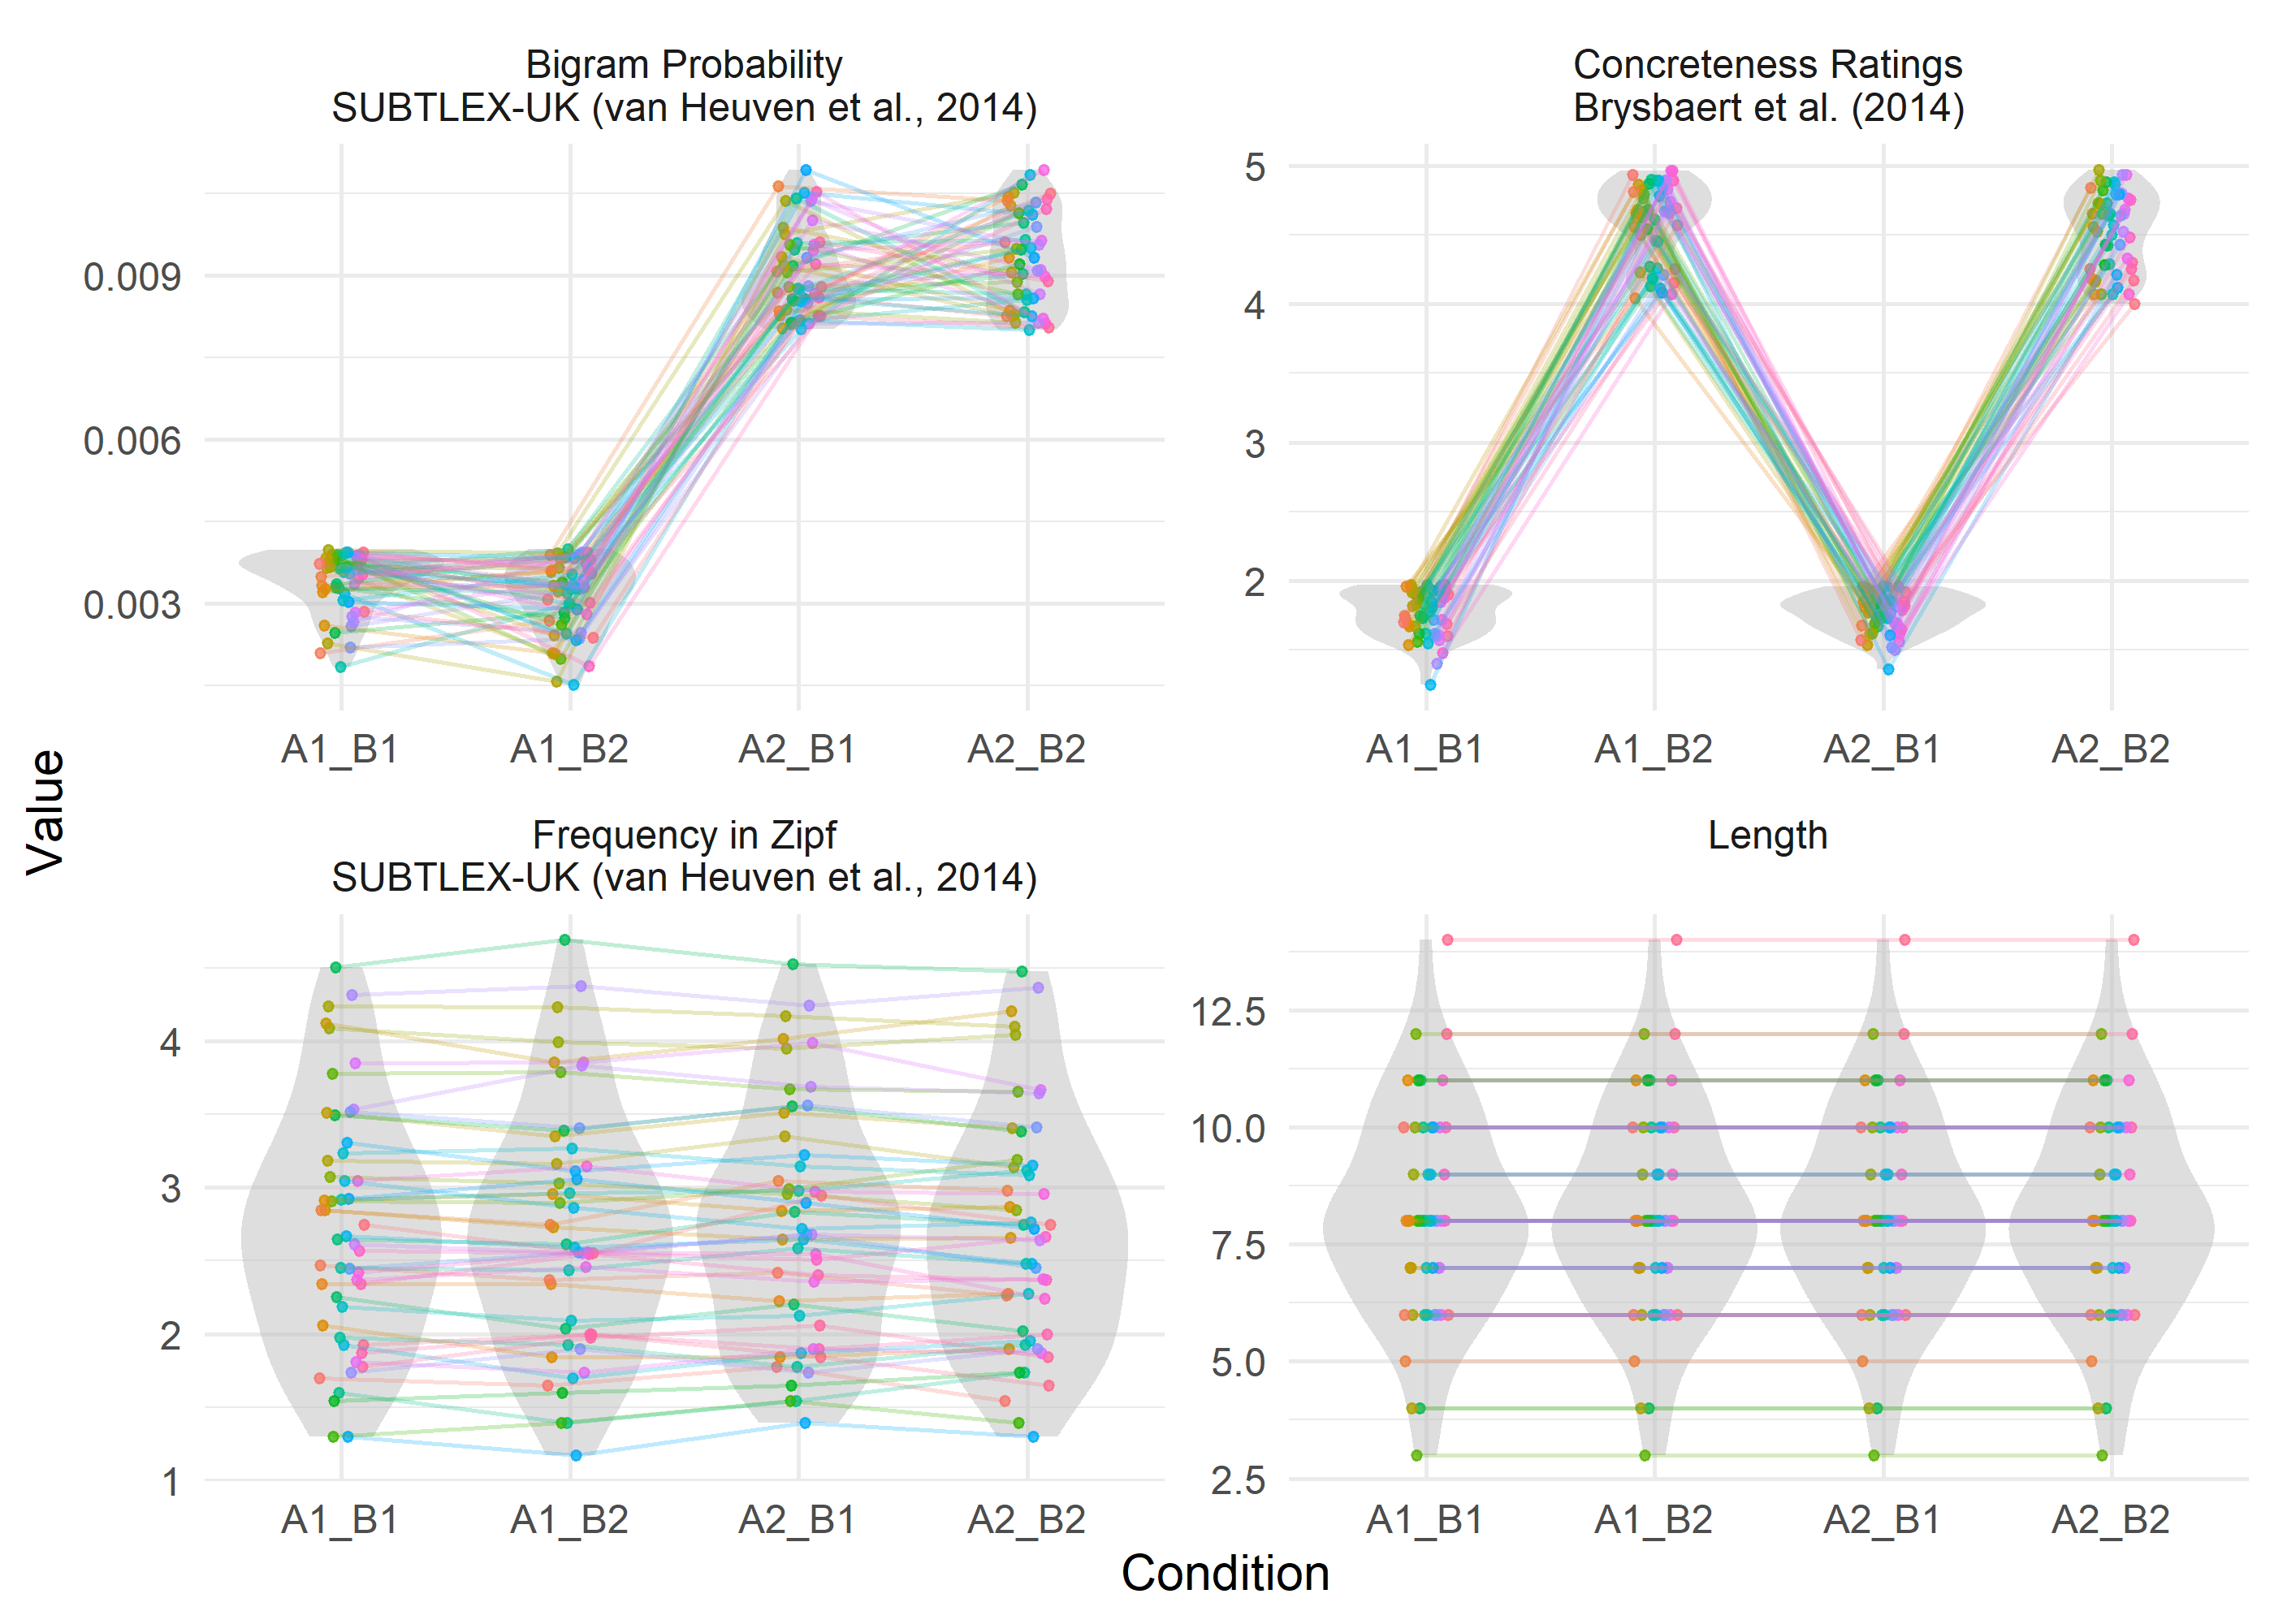 Bigram Probability
SUBTLEX-UK (van Heuven et al., 2014)
0.009
0.006
0.003
A1_B1 A1_B2 A2_B1 A2_B2
Concreteness Ratings
Brysbaert et al. (2014)
5
4
3
2
A1_B1 A1_B2 A2_B1 A2_B2
Value
Frequency in Zipf
SUBTLEX-UK (van Heuven et al., 2014)
4
3
2
1
A1_B1 A1_B2 A2_B1 A2_B2
Length
12.5
10.0
7.5
5.0
2.5
A1_B1 A1_B2 A2_B1 A2_B2
Condition